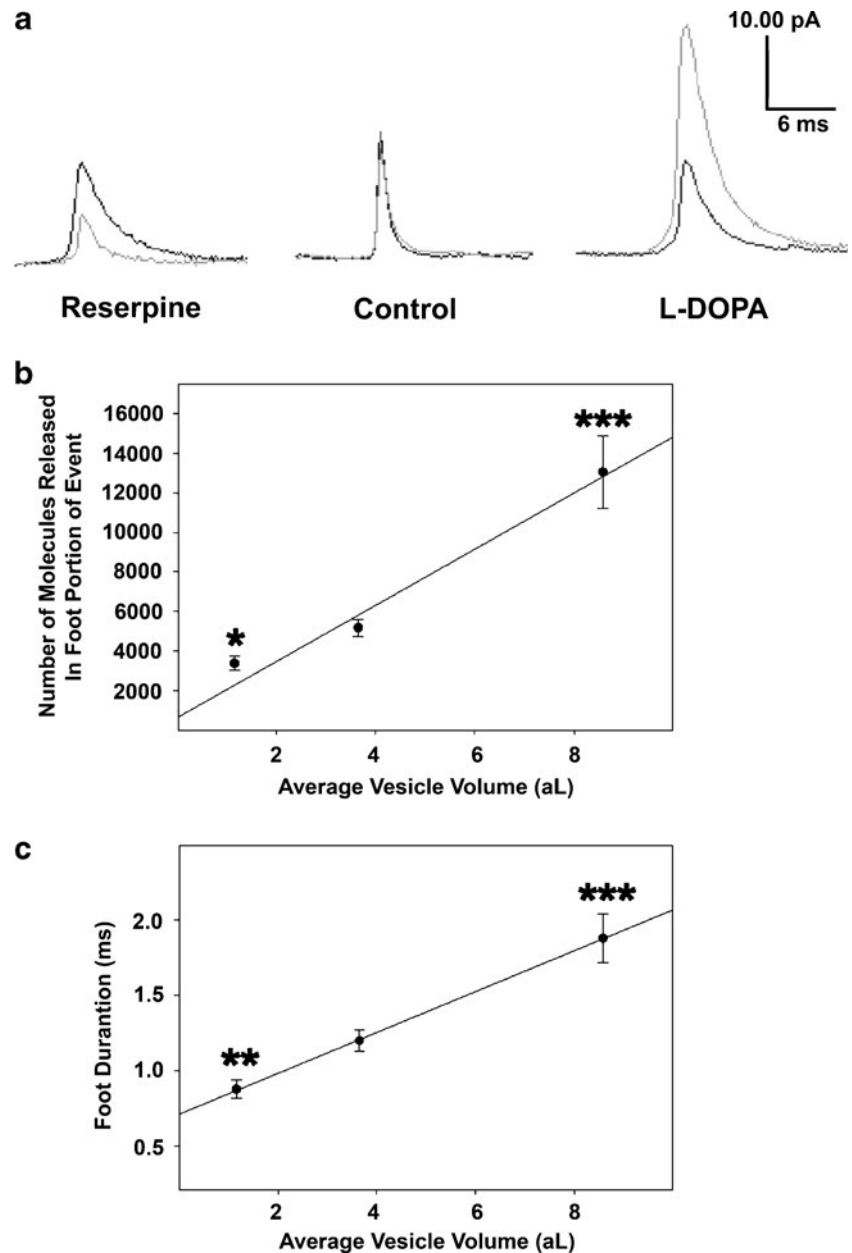 a
10.00 pA
6 ms
Reserpine
Control
L-DOPA
b
Number of Molecules Released
In Foot Portion of Event
16000
14000
12000
10000
8000
6000
4000
2000
*
***
2
4
6
8
Average Vesicle Volume (aL)
c
Foot Durantion (ms)
2.0
1.5
1.0
0.5
**
***
2
4
6
8
Average Vesicle Volume (aL)